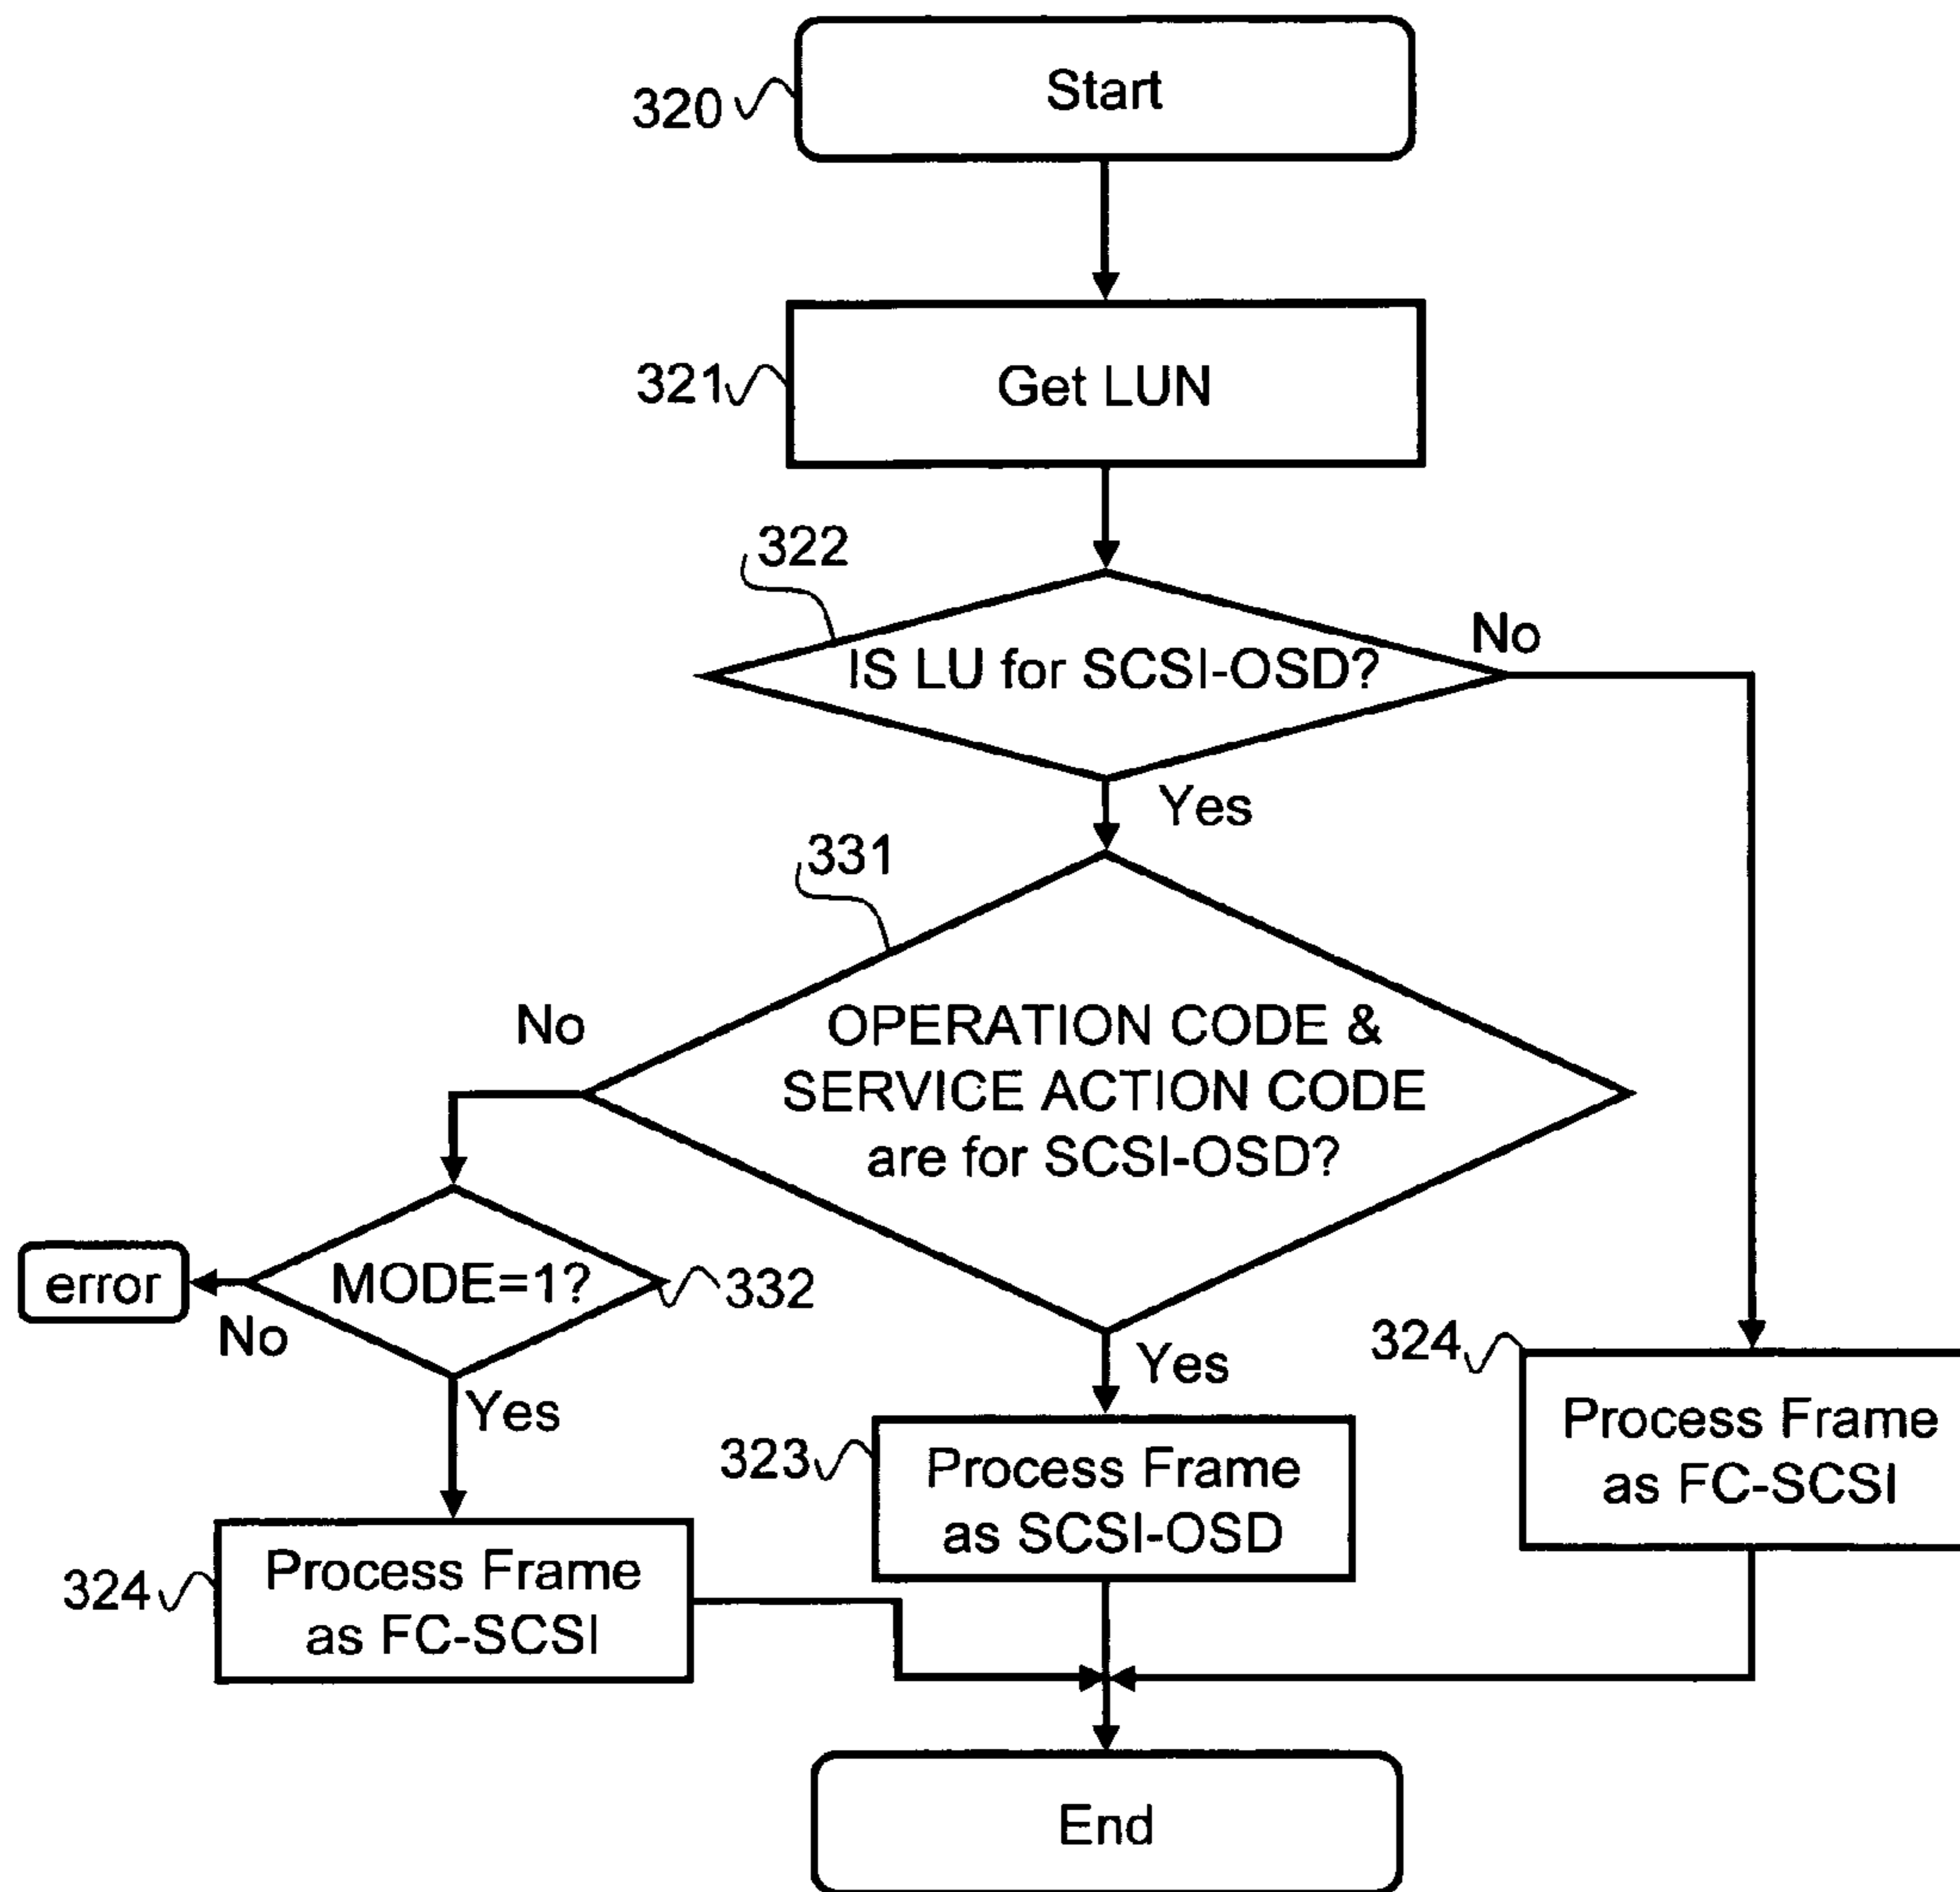 Start
320
Get LUN
321
322
IS LU for SCSI-OSD?
No
Yes
331
OPERATION CODE &
SERVICE ACTION CODE
are for SCSI-OSD?
No
error
MODE=1?
332
No
Yes
324
Process Frame
as FC-SCSI
Yes
323
Process Frame
as SCSI-OSD
324
Process Frame
as FC-SCSI
End